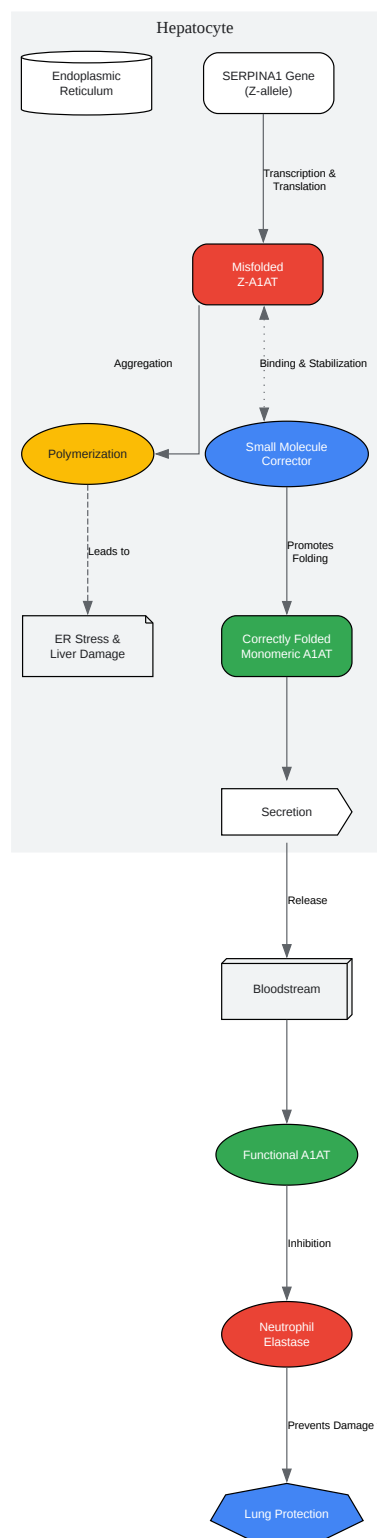 Hepatocyte
Endoplasmic
Reticulum
SERPINA1 Gene
(Z-allele)
Transcription &
Translation
Misfolded
Z-A1AT
Aggregation
Binding & Stabilization
Polymerization
Small Molecule
Corrector
Leads to
Promotes
Folding
ER Stress &
Liver Damage
Correctly Folded
Monomeric A1AT
Secretion
Release
Bloodstream
Functional A1AT
Inhibition
Neutrophil
Elastase
Prevents Damage
Lung Protection